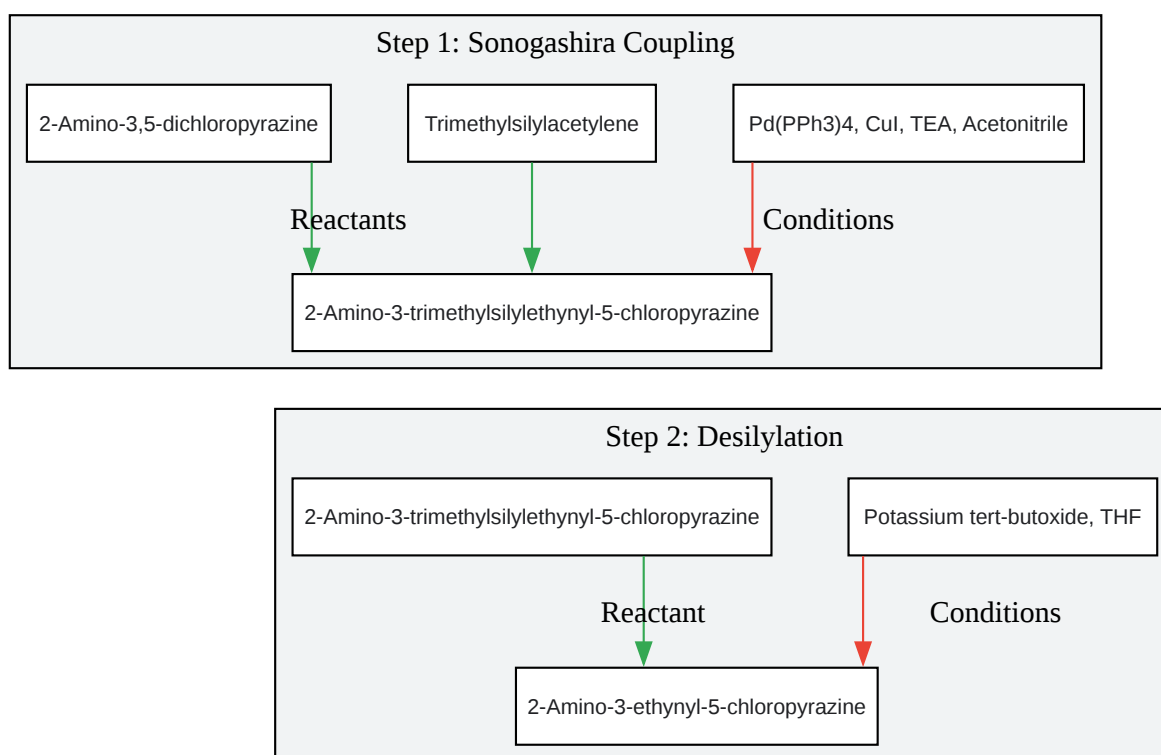 Step 1: Sonogashira Coupling
2-Amino-3,5-dichloropyrazine
Trimethylsilylacetylene
Pd(PPh3)4, CuI, TEA, Acetonitrile
Reactants
Conditions
2-Amino-3-trimethylsilylethynyl-5-chloropyrazine
Step 2: Desilylation
2-Amino-3-trimethylsilylethynyl-5-chloropyrazine
Potassium tert-butoxide, THF
Reactant
Conditions
2-Amino-3-ethynyl-5-chloropyrazine